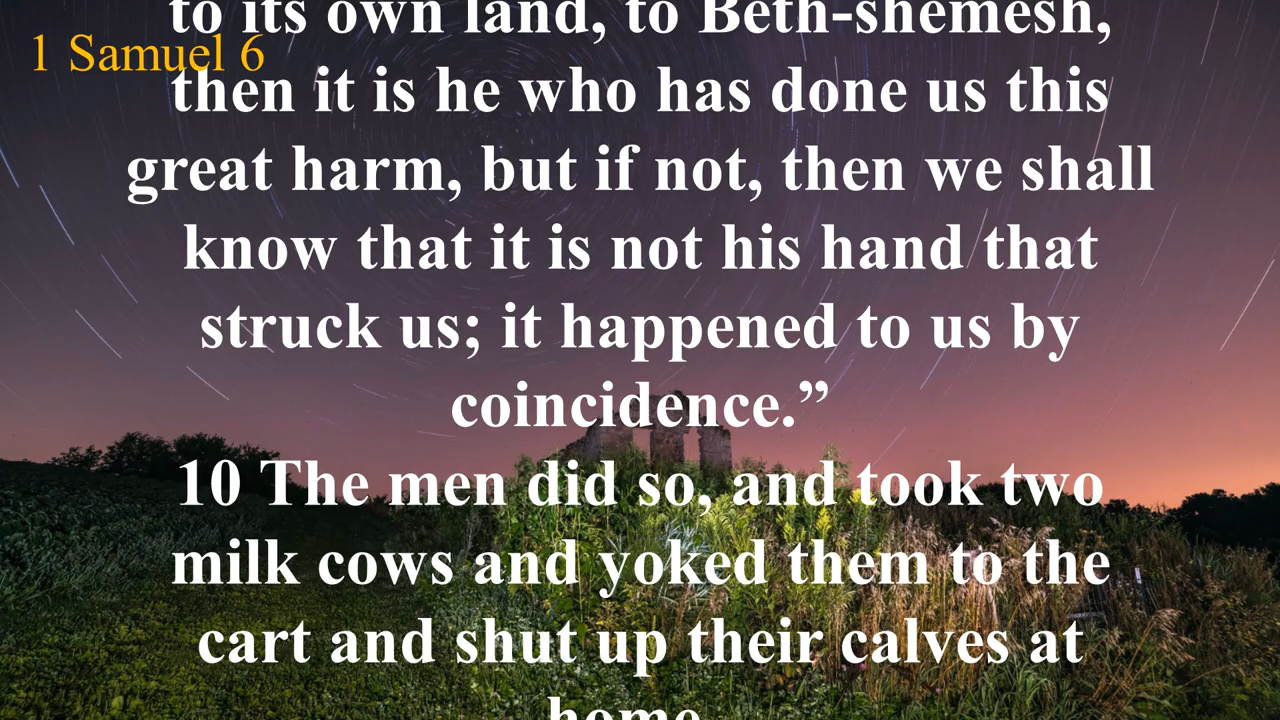 to its own land, to Beth-shemesh,
1 Samuel 6
then it is he who has done us this
great harm, but if not, then we shall
know that it is not his hand that
struck us; it happened to us by
coincidence.”
10 The men did so, and took two
milk cows and yoked them to the
cart and shut up their calves at
home.